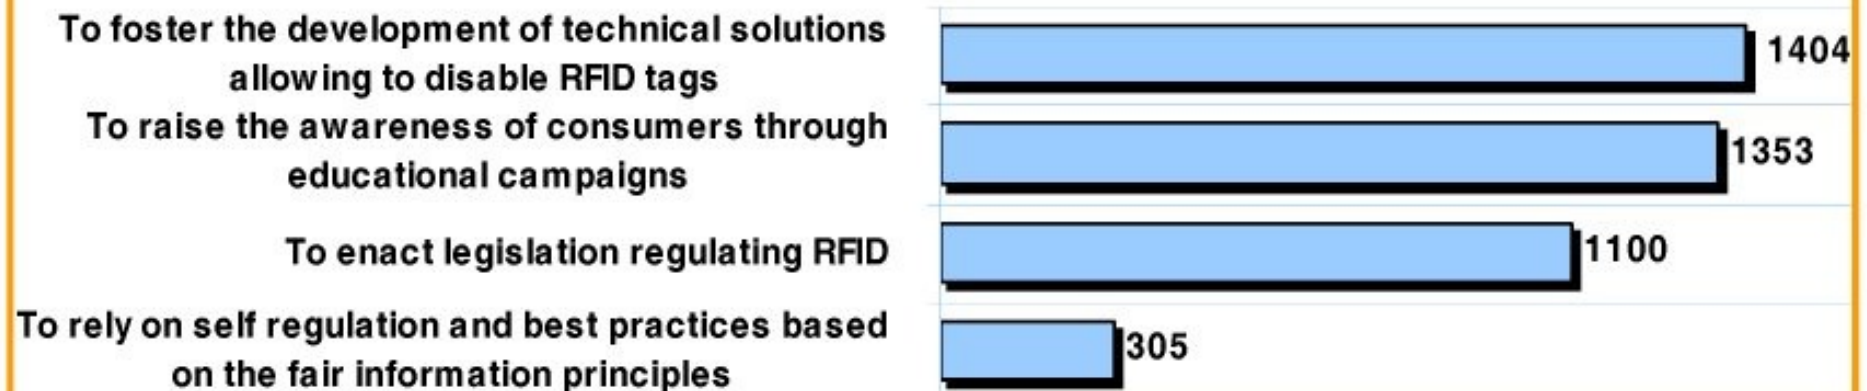 To foster the development of technical solutions
allowing to disable RFID tags
1404
To raise the awareness of consumers through
educational campaigns
1353
To enact legislation regulating RFID
1100
To rely on self regulation and best practices based
on the fair information principles
305